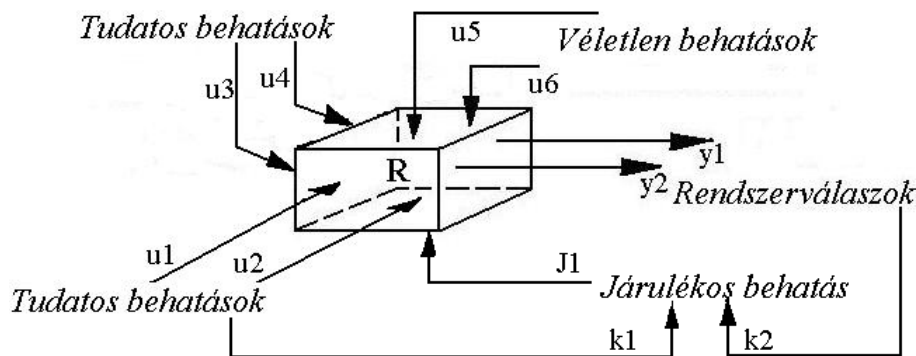 Tudatos behatások
u5
Véletlen behatások
u3
u4
u6
R
y1
y2
Rendszerválaszok
u1
u2
J1
Tudatos behatások
Járulékos behatás
k1
k2